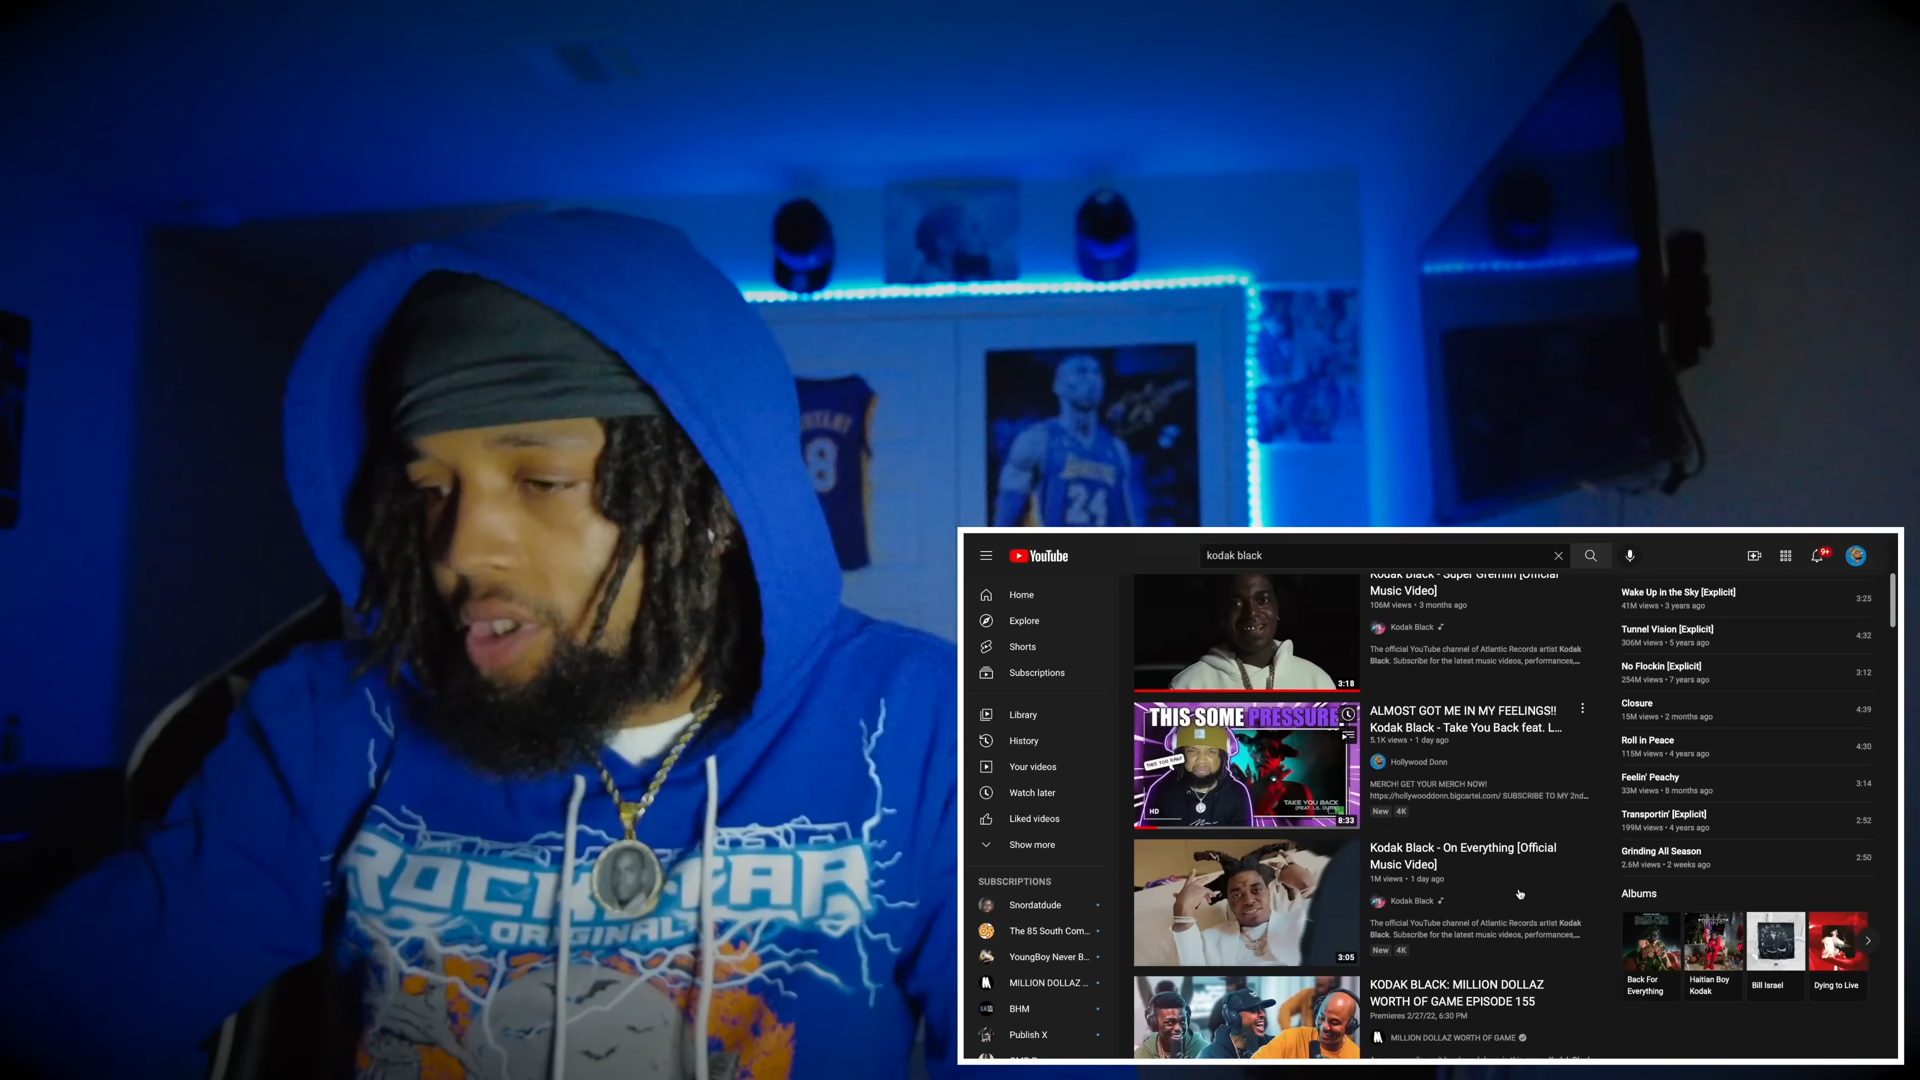 BRYANT
8
LAKERS
24
ROCKSTAR
ORIGINAL
YouTube
kodak black
9+
Home
Explore
Shorts
Subscriptions
Library
History
Your videos
Watch later
Liked videos
Show more
SUBSCRIPTIONS
Snordatdude
The 85 South Com...
YoungBoy Never B...
MILLION DOLLAZ ...
BHM
Publish X
Kodak Black - Super Gremlin [Official
Music Video]
106M views • 3 months ago
Kodak Black
The official YouTube channel of Atlantic Records artist Kodak
Black. Subscribe for the latest music videos, performances,...
3:18
THIS SOME PRESSURE
TAKE YOU BACK
HD
8:33
ALMOST GOT ME IN MY FEELINGS!!
Kodak Black - Take You Back feat. L...
5.1K views • 1 day ago
Hollywood Donn
MERCH! GET YOUR MERCH NOW!
https://hollywooddonn.bigcartel.com/ SUBSCRIBE TO MY 2nd...
New 4K
3:05
Kodak Black - On Everything [Official
Music Video]
1M views • 1 day ago
Kodak Black
The official YouTube channel of Atlantic Records artist Kodak
Black. Subscribe for the latest music videos, performances,...
New 4K
KODAK BLACK: MILLION DOLLAZ
WORTH OF GAME EPISODE 155
Premieres 2/27/22, 6:30 PM
MILLION DOLLAZ WORTH OF GAME
Wake Up in the Sky [Explicit]
41M views • 3 years ago
3:25
Tunnel Vision [Explicit]
306M views • 5 years ago
4:32
No Flockin [Explicit]
254M views • 7 years ago
3:12
Closure
15M views • 2 months ago
4:39
Roll in Peace
115M views • 4 years ago
4:30
Feelin' Peachy
33M views • 8 months ago
3:14
Transportin' [Explicit]
199M views • 4 years ago
2:52
Grinding All Season
2.6M views • 2 weeks ago
2:50
Albums
Back For
Everything
Haitian Boy
Kodak
Bill Israel
Dying to Live